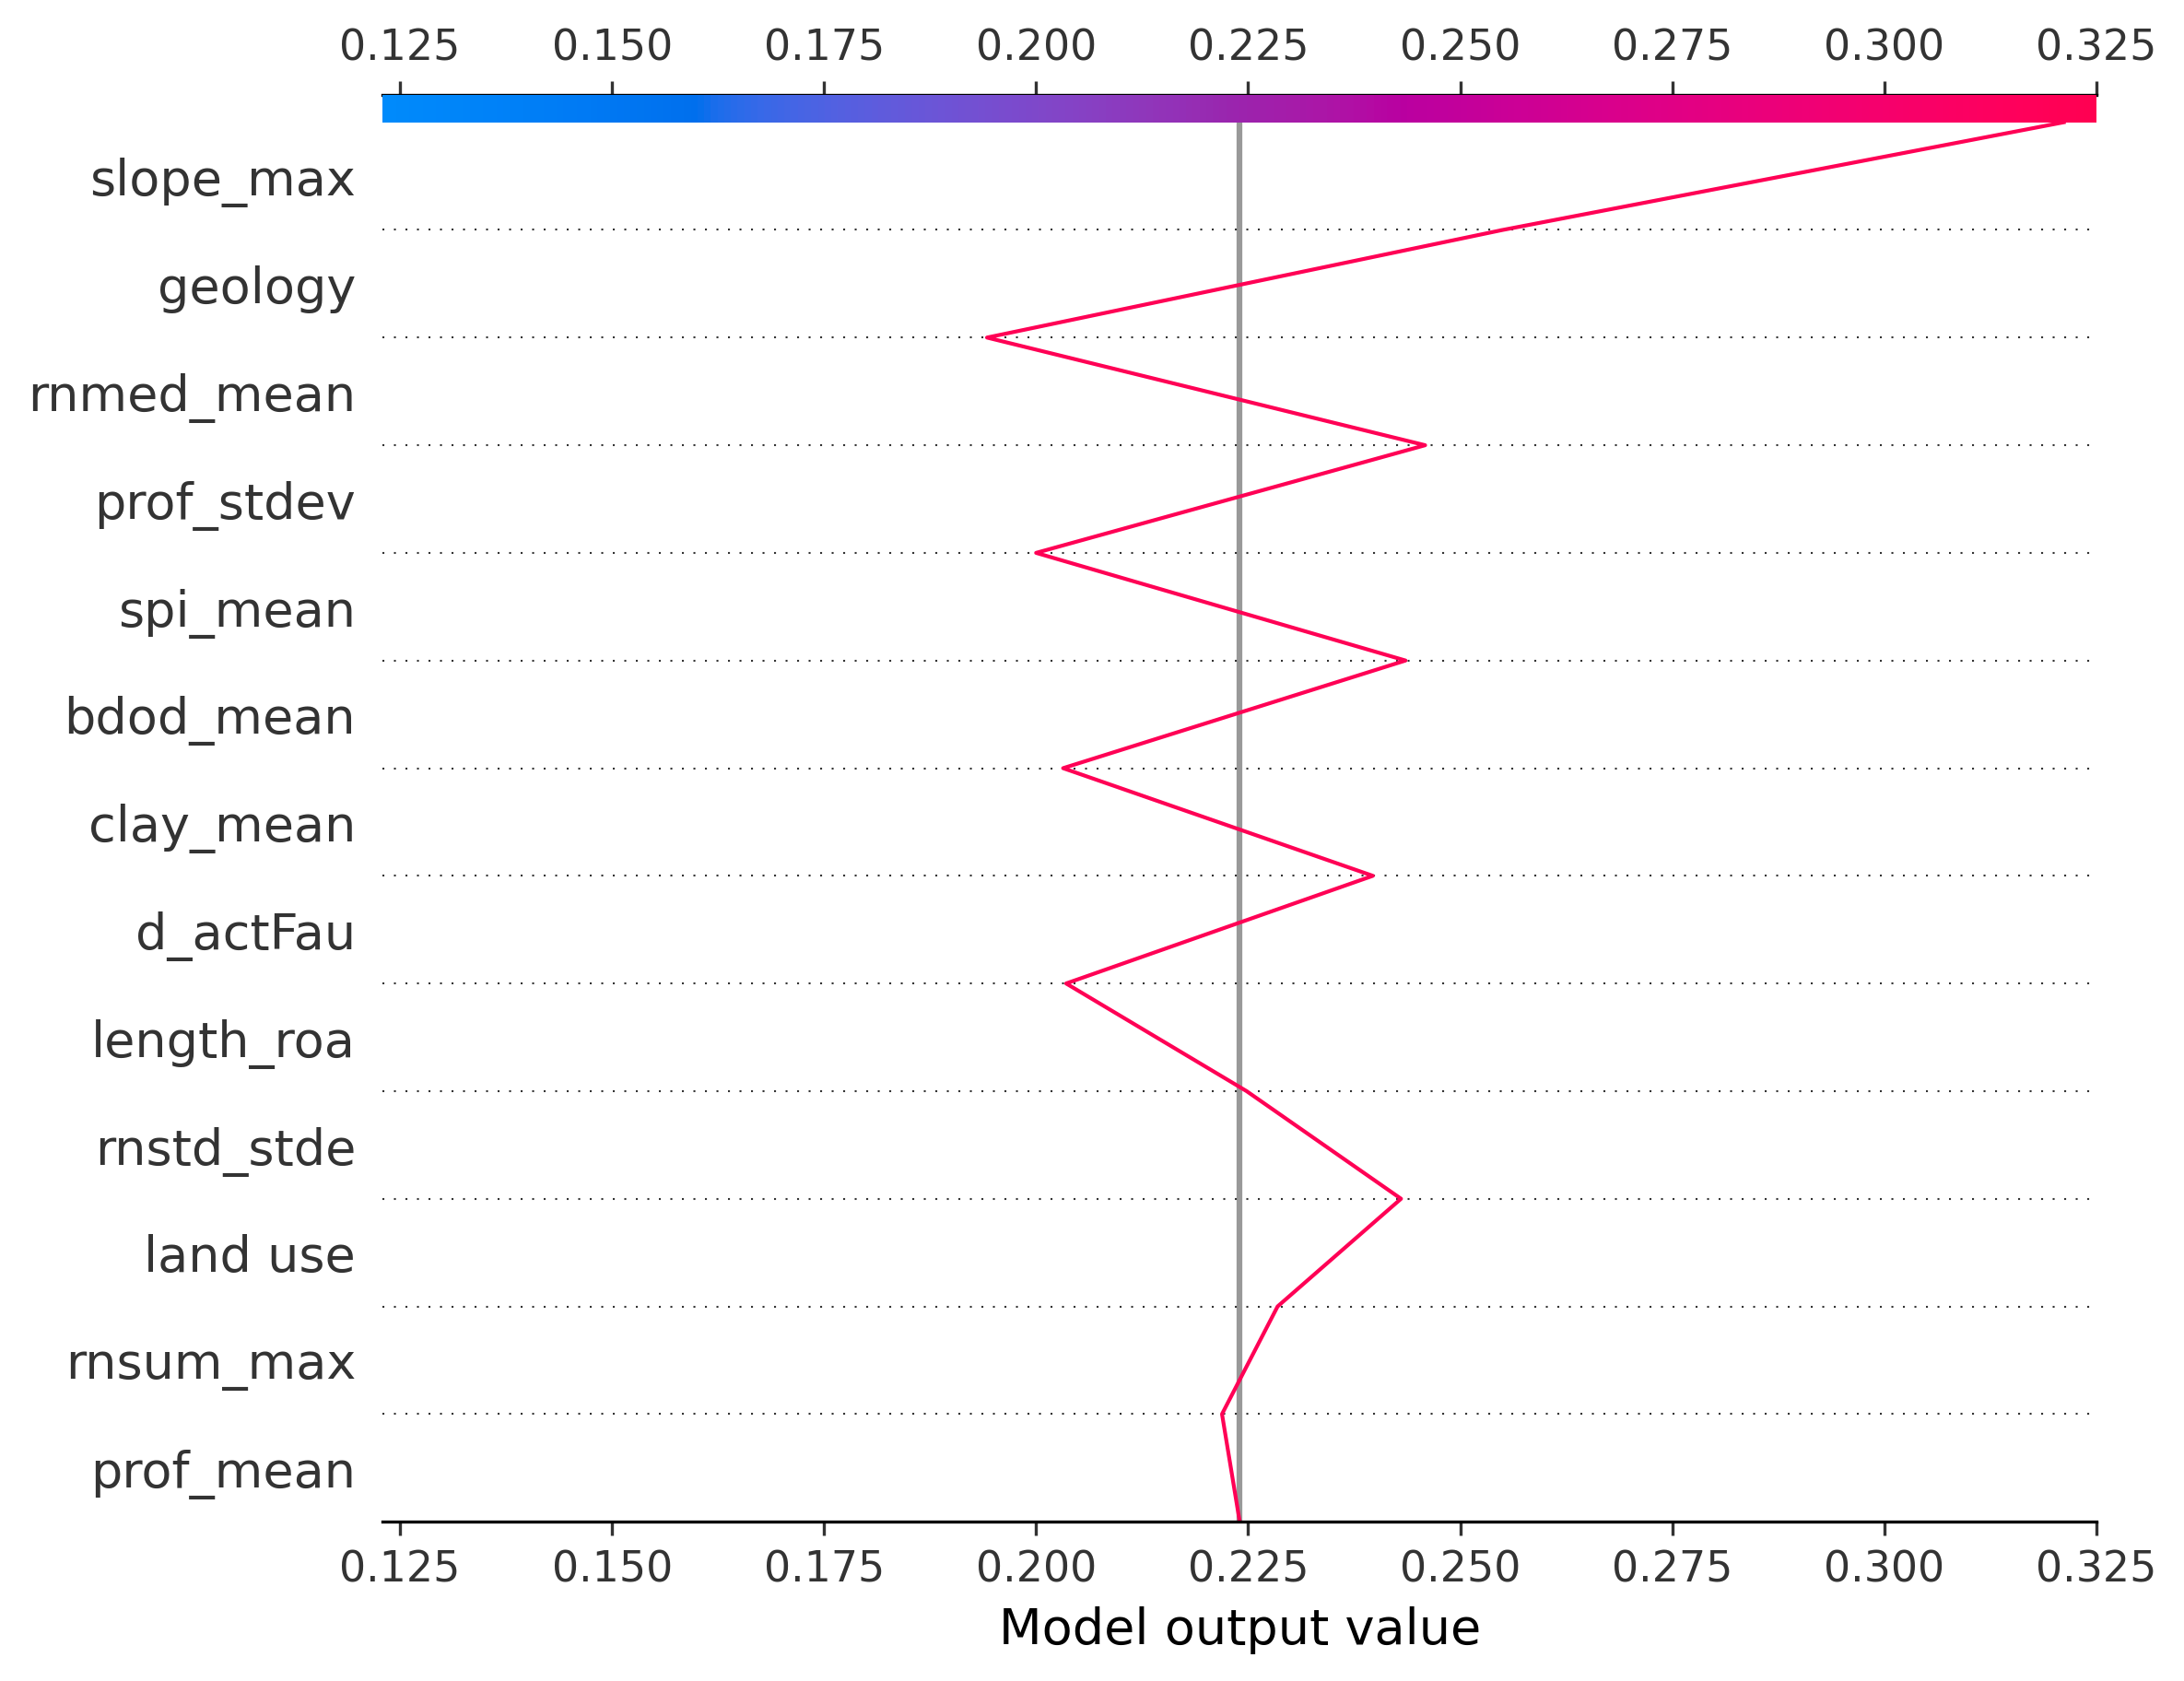 0.125 0.150 0.175 0.200 0.225 0.250 0.275 0.300 0.325
slope_max
geology
rnmed_mean
prof_stdev
spi_mean
bdod_mean
clay_mean
d_actFau
length_roa
rnstd_stde
land use
rnsum_max
prof_mean
0.125 0.150 0.175 0.200 0.225 0.250 0.275 0.300 0.325
Model output value